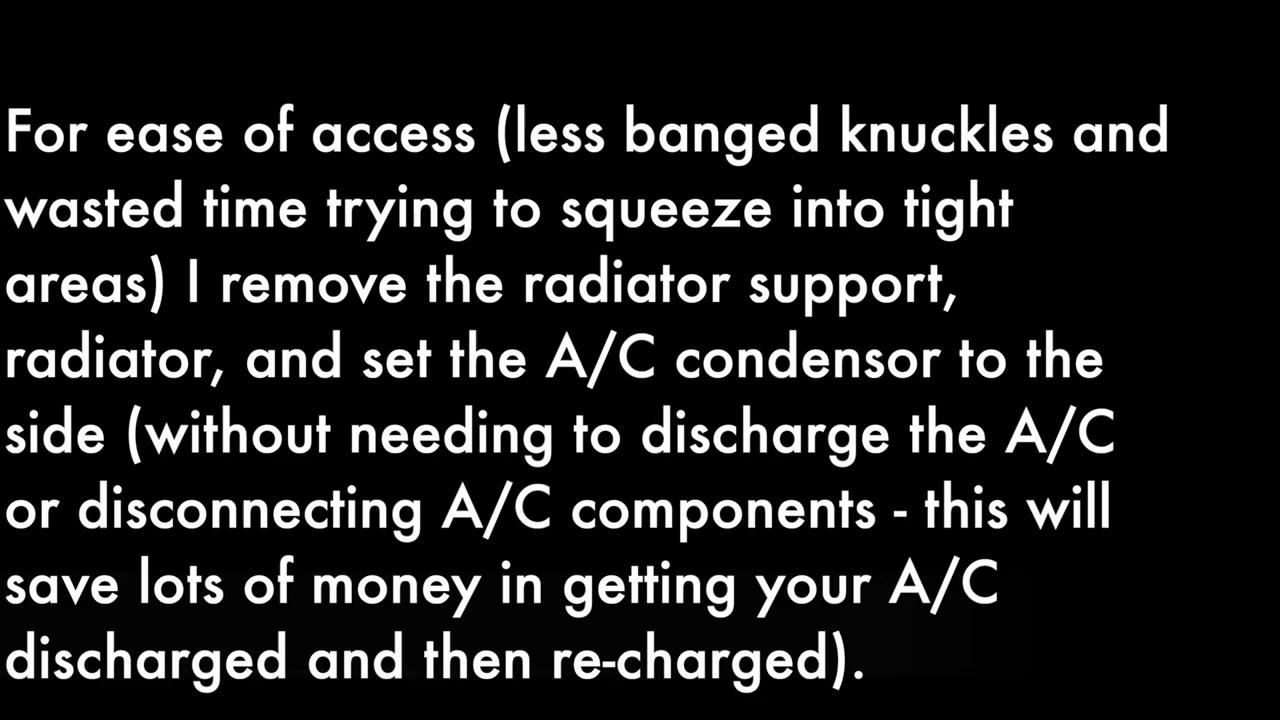 For ease of access (less banged knuckles and
wasted time trying to squeeze into tight
areas) I remove the radiator support,
radiator, and set the A/C condensor to the
side (without needing to discharge the A/C
or disconnecting A/C components - this will
save lots of money in getting your A/C
discharged and then re-charged).